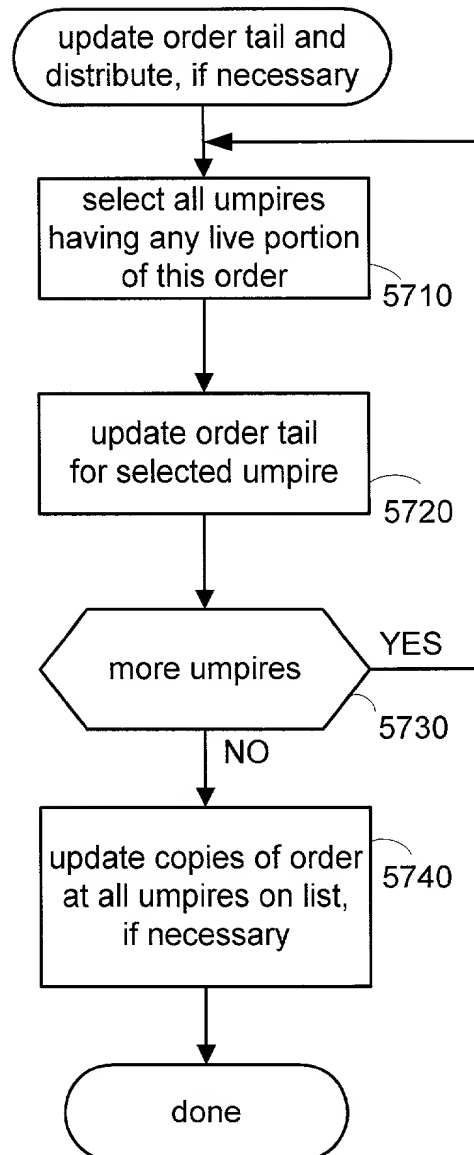 update order tail and
distribute, if necessary
select all umpires
having any live portion
of this order
5710
update order tail
for selected umpire
5720
more umpires
YES
5730
NO
update copies of order
at all umpires on list,
if necessary
5740
done